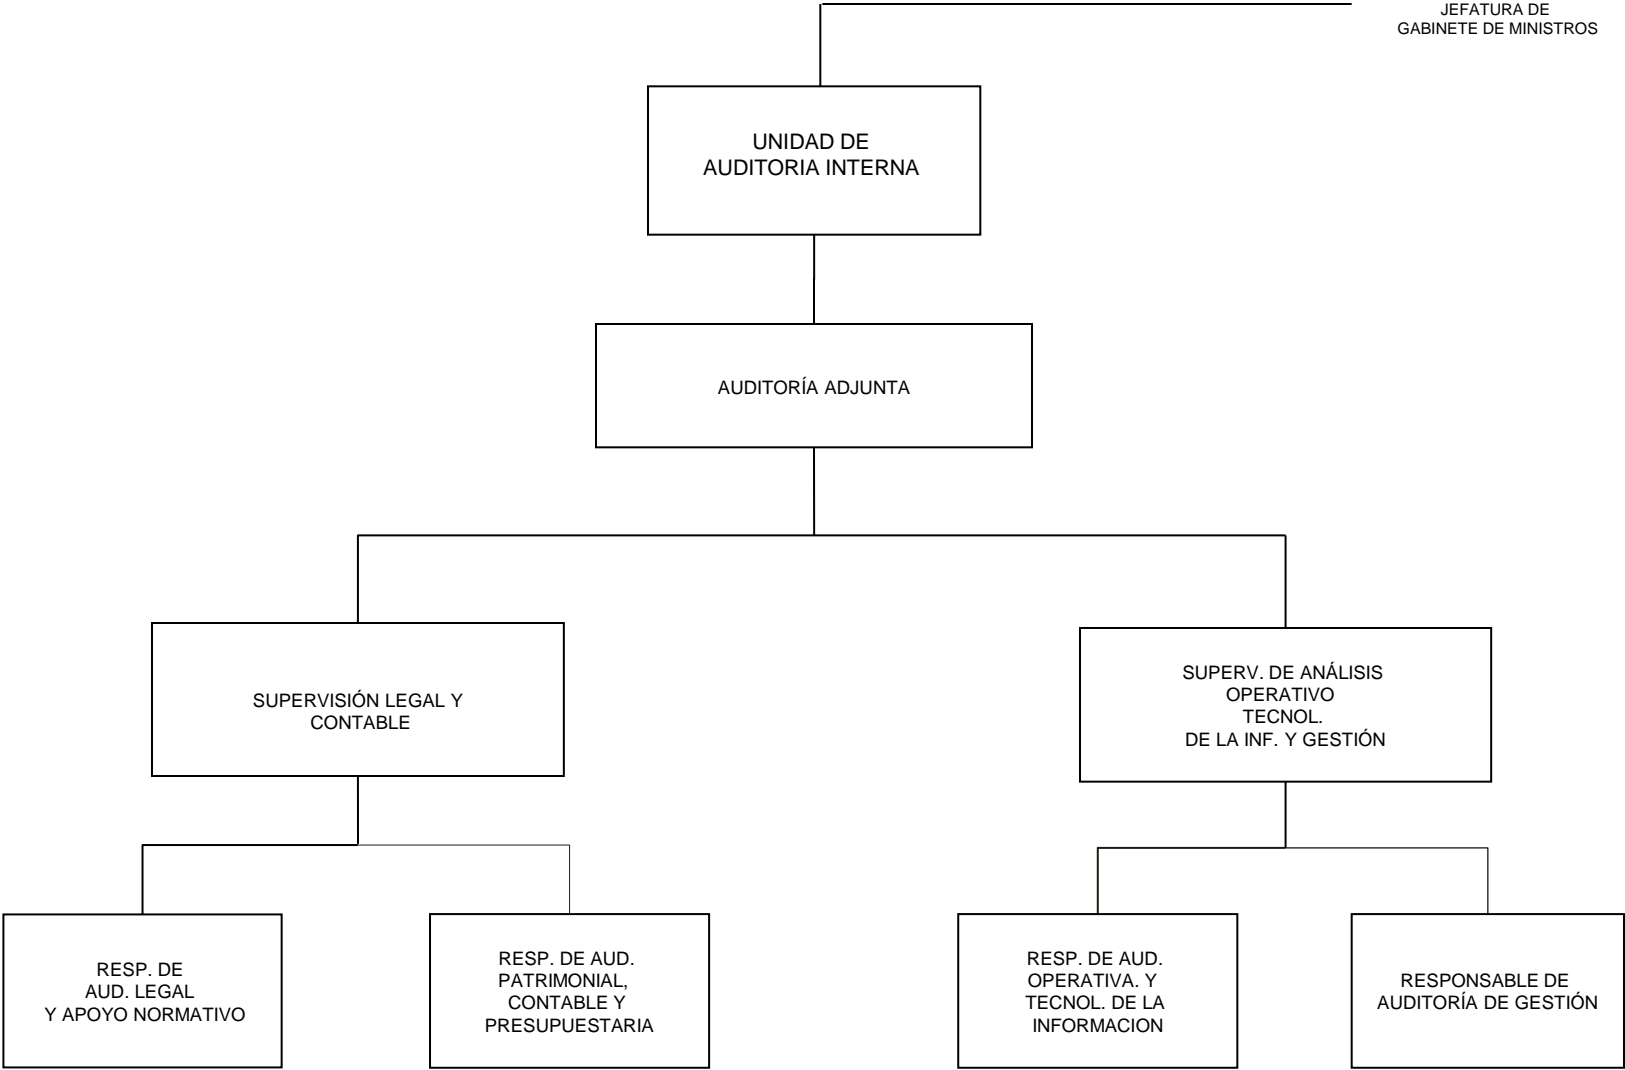 JEFATURA DE
GABINETE DE MINISTROS
UNIDAD DE
AUDITORIA INTERNA
AUDITORÍA ADJUNTA
SUPERVISIÓN LEGAL Y
CONTABLE
SUPERV. DE ANÁLISIS
OPERATIVO
TECNOL.
DE LA INF. Y GESTIÓN
RESP. DE
AUD. LEGAL
Y APOYO NORMATIVO
RESP. DE AUD.
PATRIMONIAL,
CONTABLE Y
PRESUPUESTARIA
RESP. DE AUD.
OPERATIVA. Y
TECNOL. DE LA
INFORMACION
RESPONSABLE DE
AUDITORÍA DE GESTIÓN